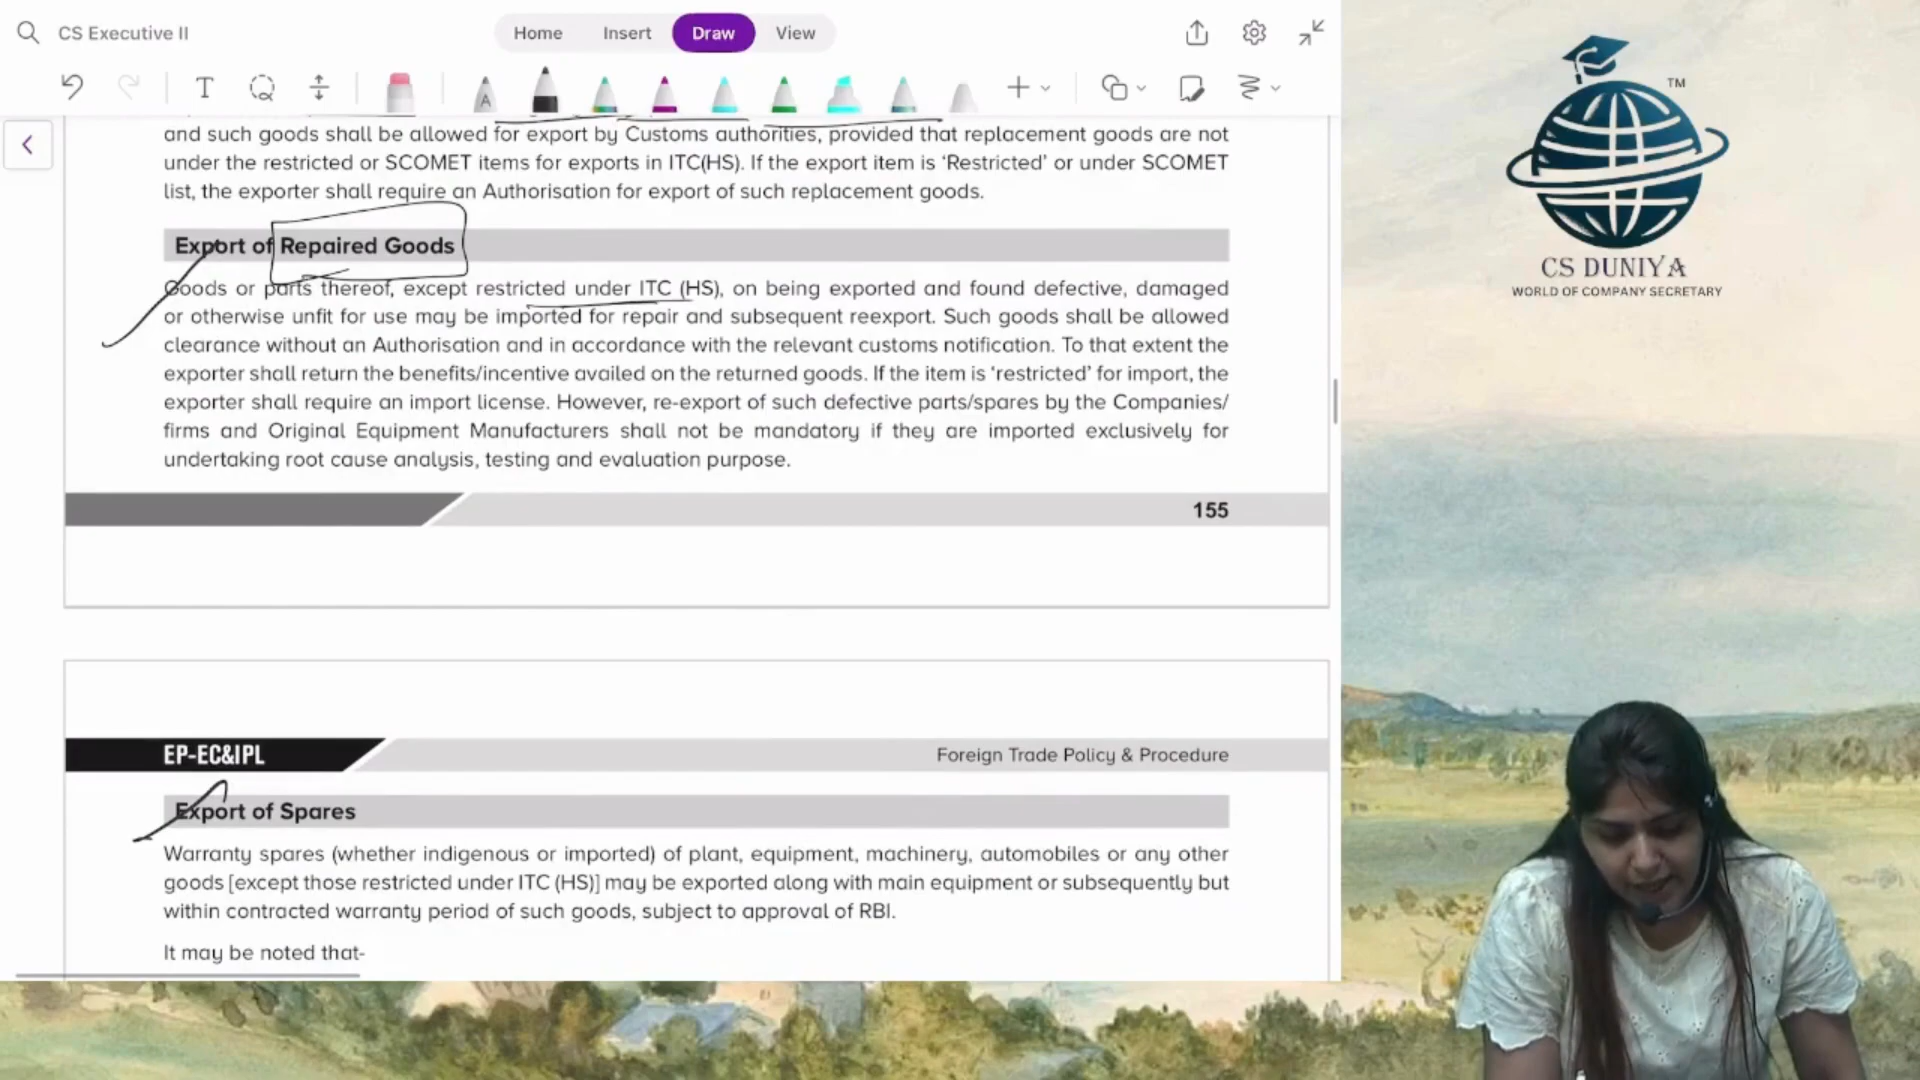 CS Executive II
Home Insert Draw View
and such goods shall be allowed for export by Customs authorities, provided that replacement goods are not
under the restricted or SCOMET items for exports in ITC(HS). If the export item is ‘Restricted’ or under SCOMET
list, the exporter shall require an Authorisation for export of such replacement goods.
Export of Repaired Goods
Goods or parts thereof, except restricted under ITC (HS), on being exported and found defective, damaged
or otherwise unfit for use may be imported for repair and subsequent reexport. Such goods shall be allowed
clearance without an Authorisation and in accordance with the relevant customs notification. To that extent the
exporter shall return the benefits/incentive availed on the returned goods. If the item is ‘restricted’ for import, the
exporter shall require an import license. However, re-export of such defective parts/spares by the Companies/
firms and Original Equipment Manufacturers shall not be mandatory if they are imported exclusively for
undertaking root cause analysis, testing and evaluation purpose.
155
EP-EC&IPL
Foreign Trade Policy & Procedure
Export of Spares
Warranty spares (whether indigenous or imported) of plant, equipment, machinery, automobiles or any other
goods [except those restricted under ITC (HS)] may be exported along with main equipment or subsequently but
within contracted warranty period of such goods, subject to approval of RBI.
It may be noted that-
TM
CS DUNIYA
WORLD OF COMPANY SECRETARY